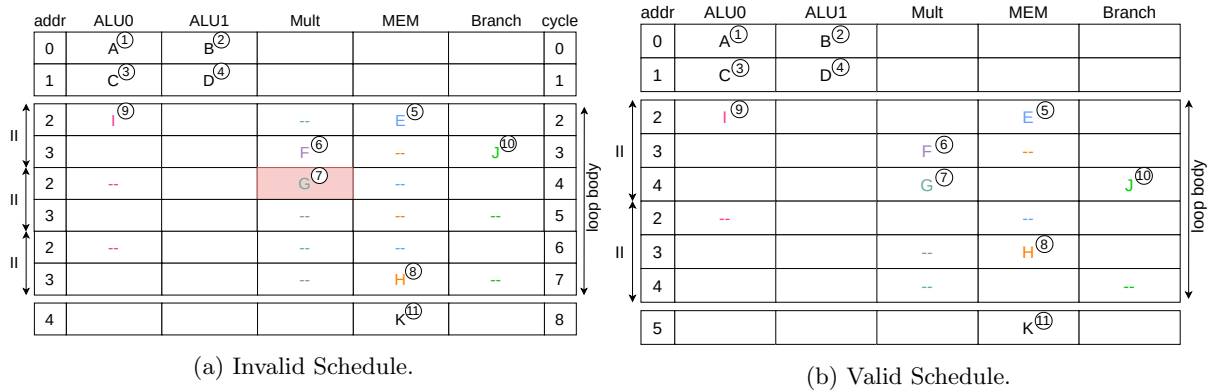 addr ALU0 ALU1 Mult MEM Branch cycle
0 A① B② 0
1 C③ D④ 1
2 I⑨ -- E⑤ 2
3 F⑥ -- J⑩ 3
2 -- G⑦ -- 4
3 -- -- -- 5
2 -- -- -- 6
3 -- H⑧ -- 7
4 K⑪ 8
II
II
II
loop body
(a) Invalid Schedule.
addr ALU0 ALU1 Mult MEM Branch
0 A① B②
1 C③ D④
2 I⑨ E⑤
3 F⑥ --
4 G⑦ J⑩
2 -- --
3 -- H⑧
4 -- --
5 K⑪
II
II
loop body
(b) Valid Schedule.